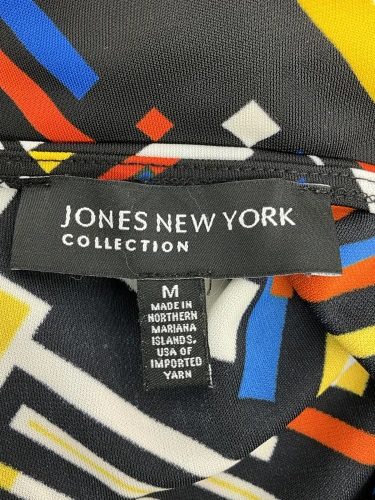 JONES NEW YORK
COLLECTION
M
MADE IN
NORTHERN
MARIANA
ISLANDS,
USA OF
IMPORTED
YARN